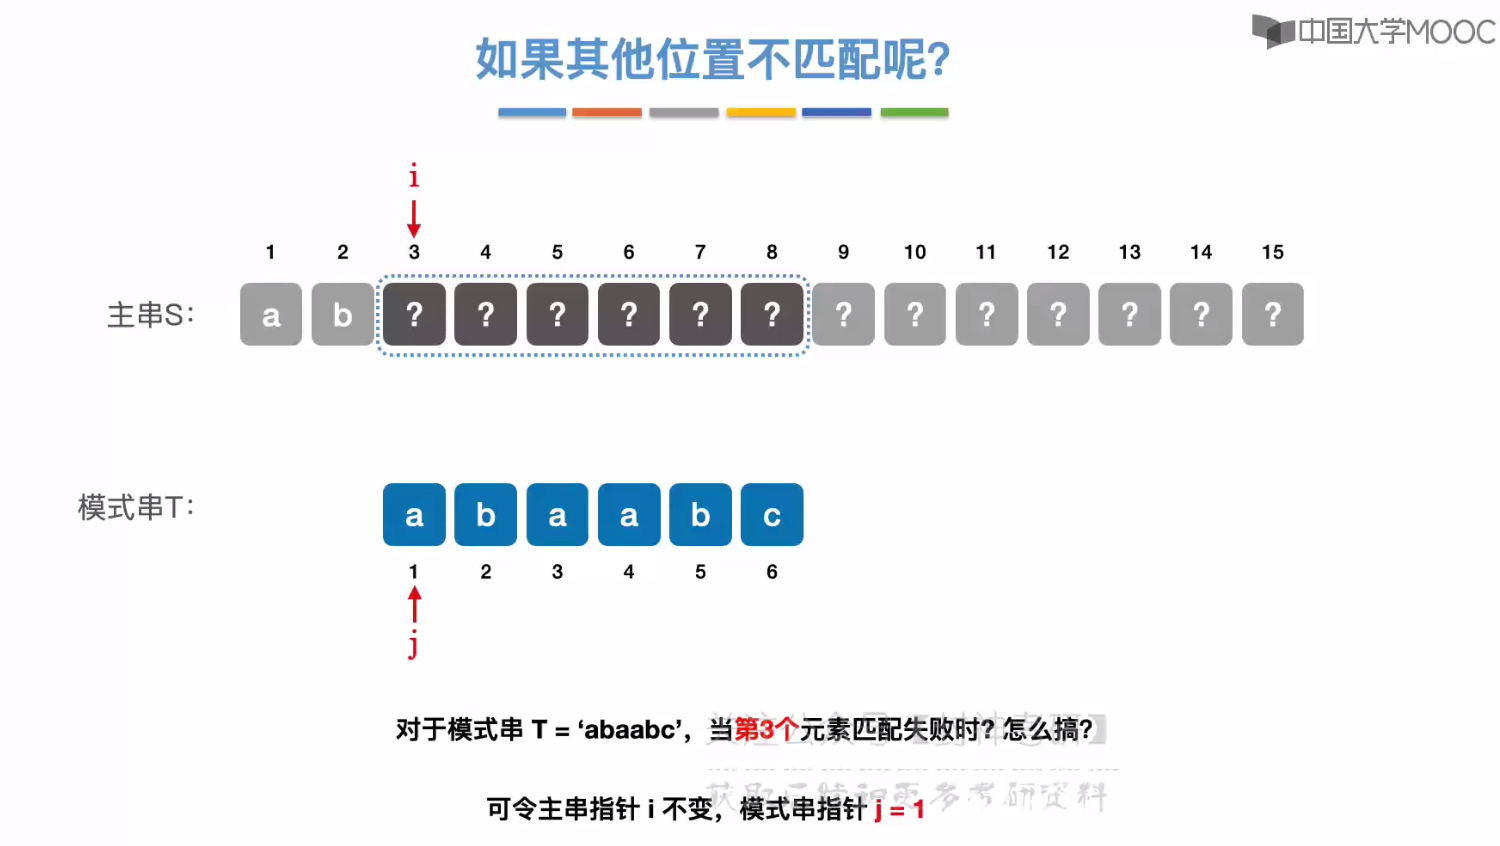 中国大学MOOC
如果其他位置不匹配呢?
i
1 2 3 4 5 6 7 8 9 10 11 12 13 14 15
主串S: a b ? ? ? ? ? ? ? ? ? ? ? ? ?
模式串T: a b a a b c
1 2 3 4 5 6
j
对于模式串 T = ‘abaabc’，当第3个元素匹配失败时? 怎么搞?
可令主串指针 i 不变，模式串指针 j = 1